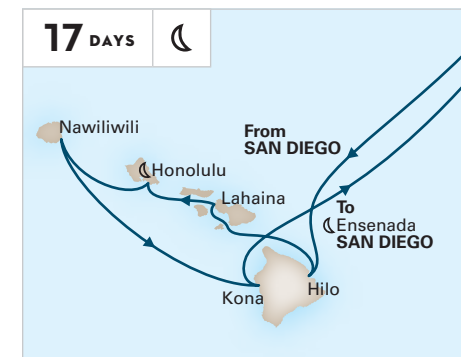 17 DAYS
Nawiliwili
Honolulu
From
SAN DIEGO
Lahaina
To
Ensenada
SAN DIEGO
Kona
Hilo